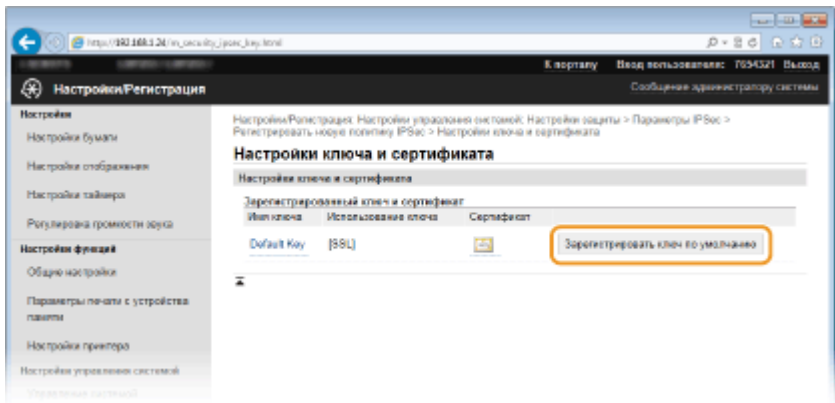 http://192.168.1.24/m_security_ipsec_key.html
К порталу Вход пользователя: 7654321 Выход
Настройки/Регистрация
Сообщение администратору системы
Настройки
Настройки бумаги
Настройки отображения
Настройки таймера
Регулировка громкости звука
Настройки функций
Общие настройки
Параметры печати с устройства
памяти
Настройки принтера
Настройки управления системой
Управление системой
Настройки/Регистрация: Настройки управления системой: Настройки защиты > Параметры IPSec >
Регистрировать новую политику IPSec > Настройки ключа и сертификата
Настройки ключа и сертификата
Настройки ключа и сертификата
Зарегистрированный ключ и сертификат
Имя ключа Использование ключа Сертификат
Default Key [SSL] Зарегистрировать ключ по умолчанию